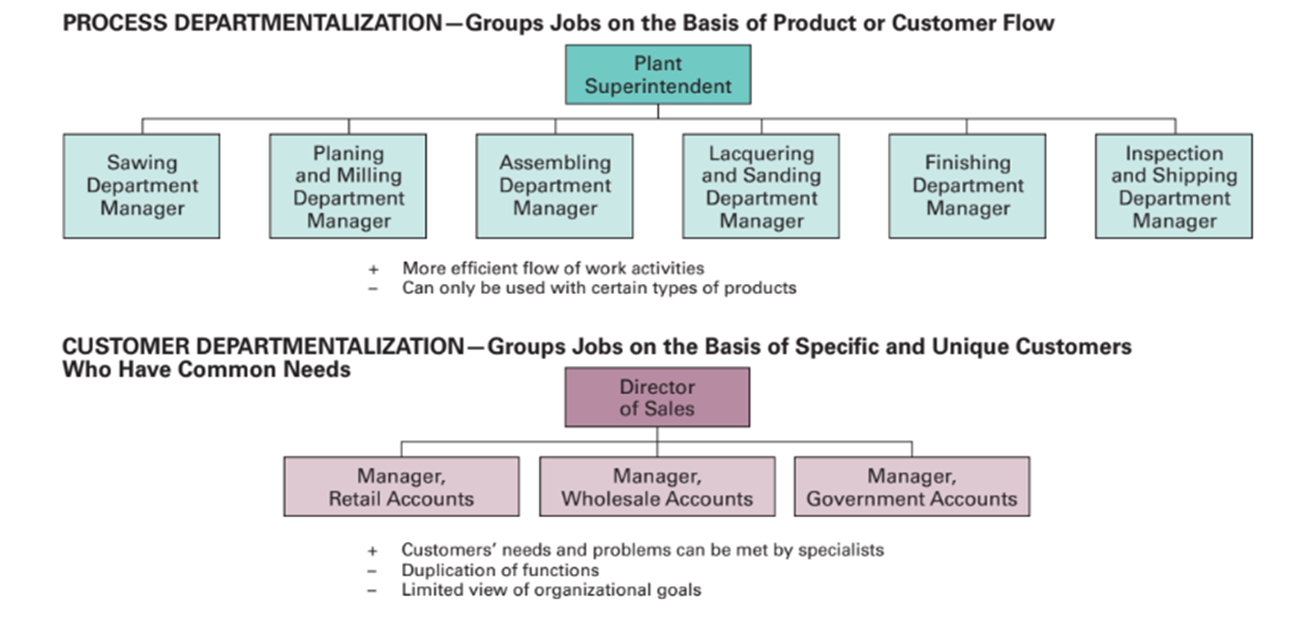 PROCESS DEPARTMENTALIZATION—Groups Jobs on the Basis of Product or Customer Flow
Plant
Superintendent
Sawing
Department
Manager
Planing
and Milling
Department
Manager
Assembling
Department
Manager
Lacquering
and Sanding
Department
Manager
Finishing
Department
Manager
Inspection
and Shipping
Department
Manager
+ More efficient flow of work activities
– Can only be used with certain types of products
CUSTOMER DEPARTMENTALIZATION—Groups Jobs on the Basis of Specific and Unique Customers
Who Have Common Needs
Director
of Sales
Manager,
Retail Accounts
Manager,
Wholesale Accounts
Manager,
Government Accounts
+ Customers’ needs and problems can be met by specialists
– Duplication of functions
– Limited view of organizational goals